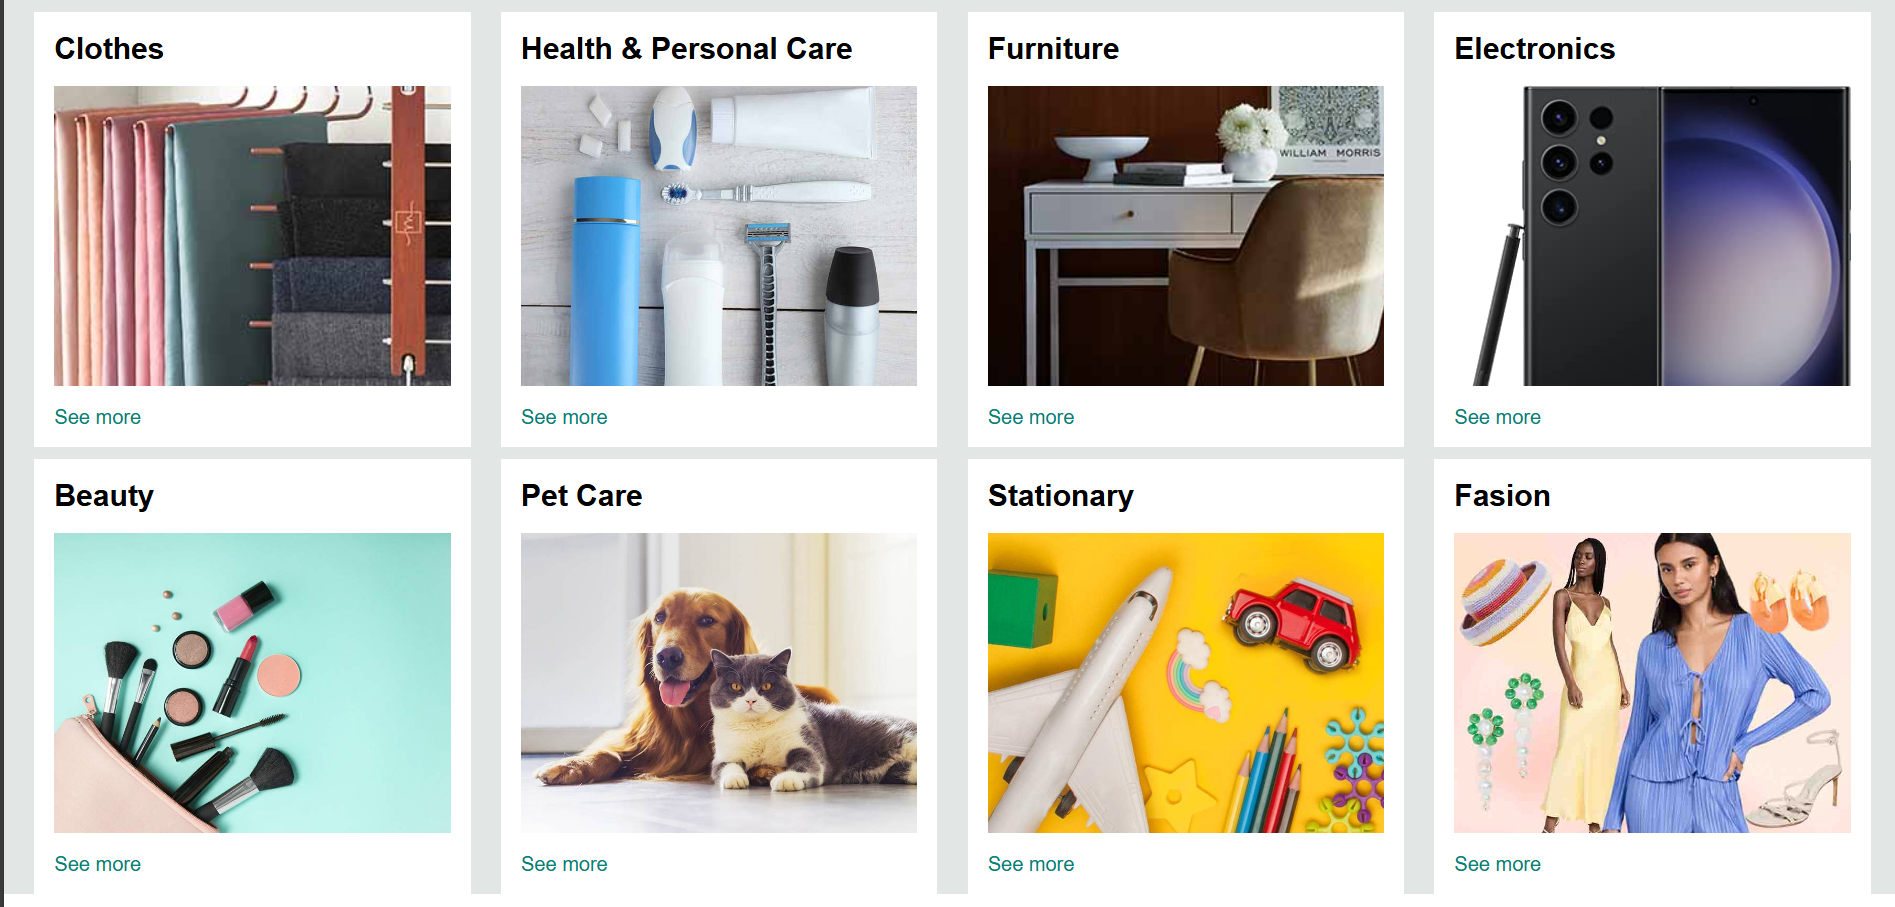 Clothes
Health & Personal Care
Furniture
Electronics
WILLIAM MORRIS
See more
See more
See more
See more
Beauty
Pet Care
Stationary
Fasion
See more
See more
See more
See more